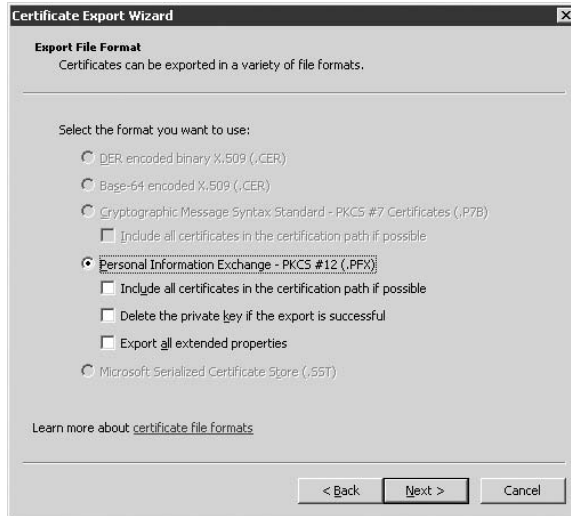 Certificate Export Wizard
Export File Format
Certificates can be exported in a variety of file formats.
Select the format you want to use:
DER encoded binary X.509 (.CER)
Base-64 encoded X.509 (.CER)
Cryptographic Message Syntax Standard - PKCS #7 Certificates (.P7B)
Include all certificates in the certification path if possible
Personal Information Exchange - PKCS #12 (.PFX)
Include all certificates in the certification path if possible
Delete the private key if the export is successful
Export all extended properties
Microsoft Serialized Certificate Store (.SST)
Learn more about certificate file formats
< Back Next > Cancel